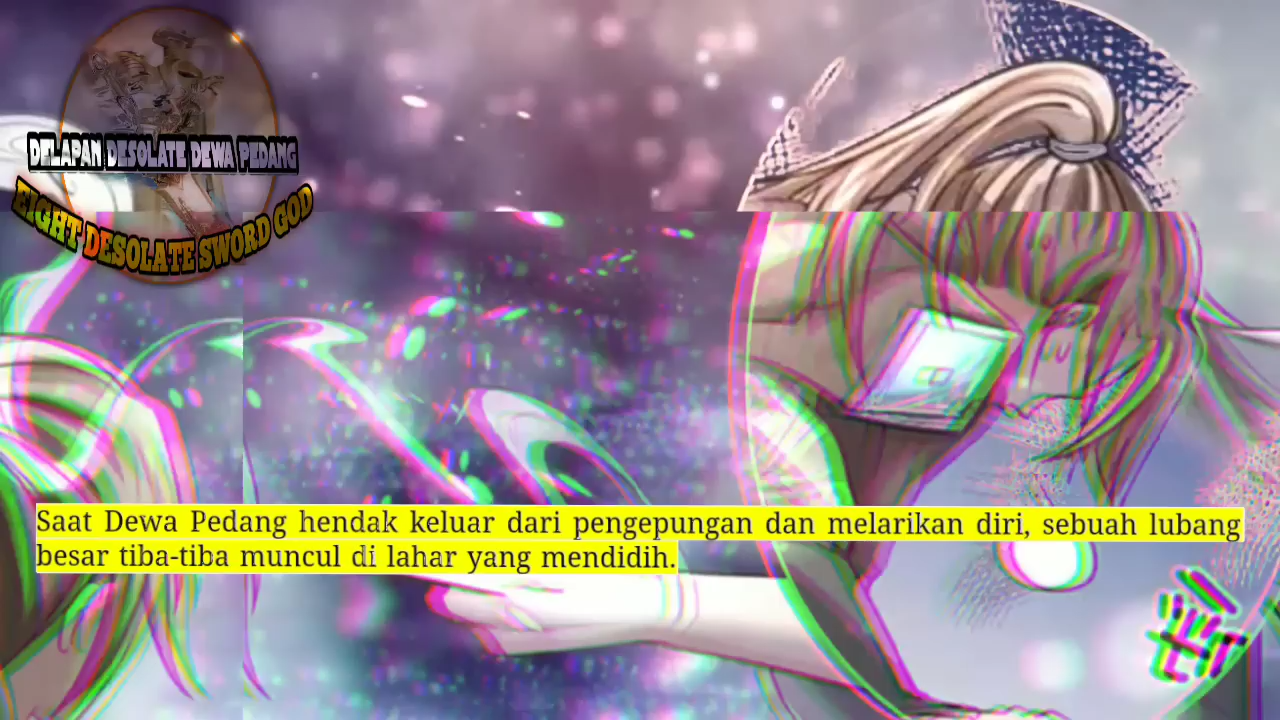 DELAPAN DESOLATE DEWA PEDANG
EIGHT DESOLATE SWORD GOD
Saat Dewa Pedang hendak keluar dari pengepungan dan melarikan diri, sebuah lubang
besar tiba-tiba muncul di lahar yang mendidih.